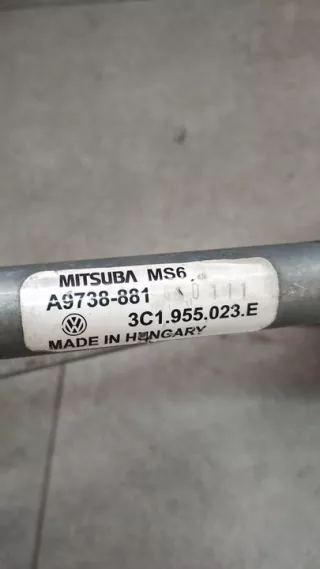 MITSUBA MS6
A9738-881
3C1.955.023.E
MADE IN HUNGARY